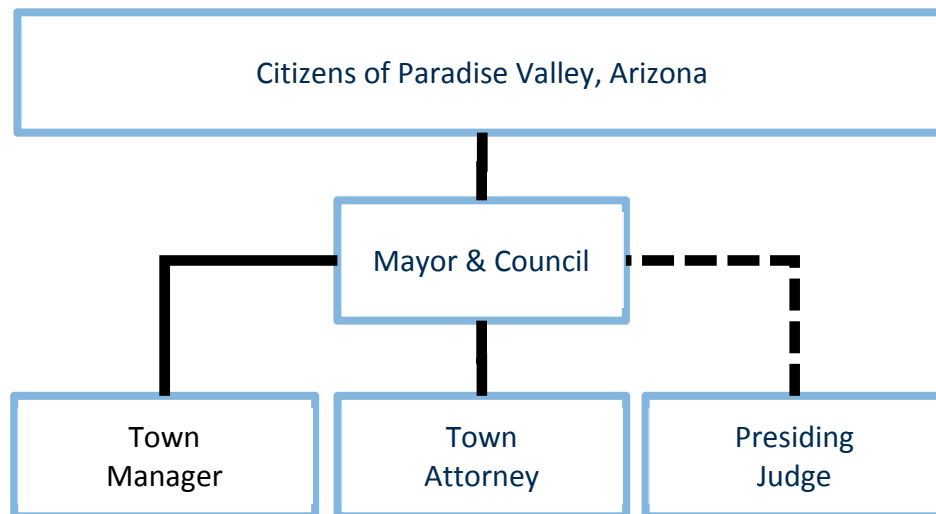 Citizens of Paradise Valley, Arizona
Mayor & Council
Town
Manager
Town
Attorney
Presiding
Judge